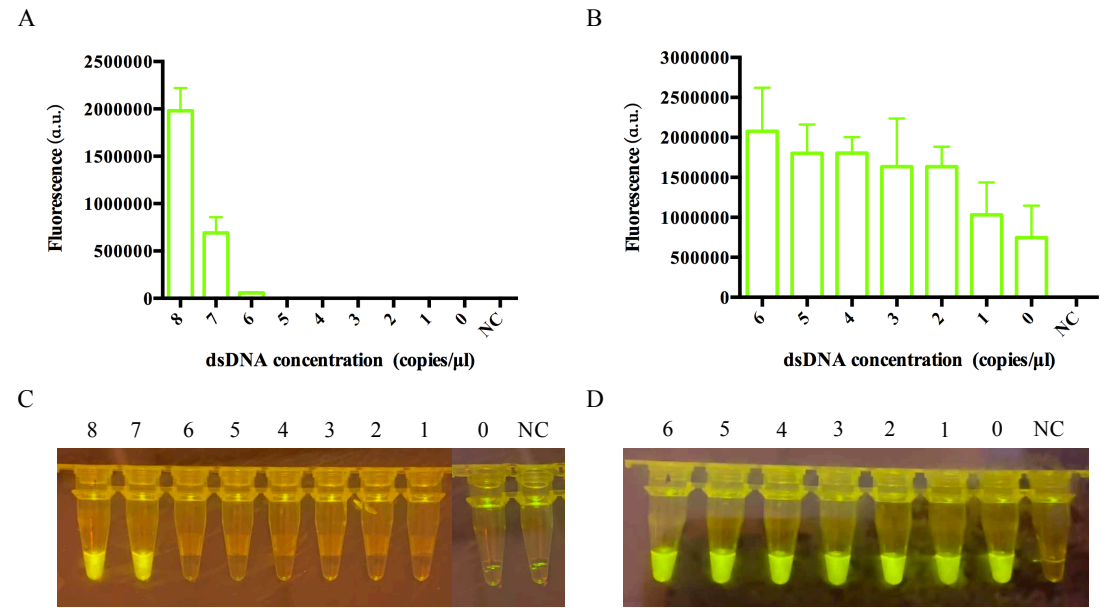 A
B
Fluorescence (a.u.)
2500000
2000000
1500000
1000000
500000
0
8 7 6 5 4 3 2 1 0 NC
dsDNA concentration (copies/μl)
Fluorescence (a.u.)
3000000
2500000
2000000
1500000
1000000
500000
0
6 5 4 3 2 1 0 NC
dsDNA concentration (copies/μl)
C
8 7 6 5 4 3 2 1 0 NC
D
6 5 4 3 2 1 0 NC